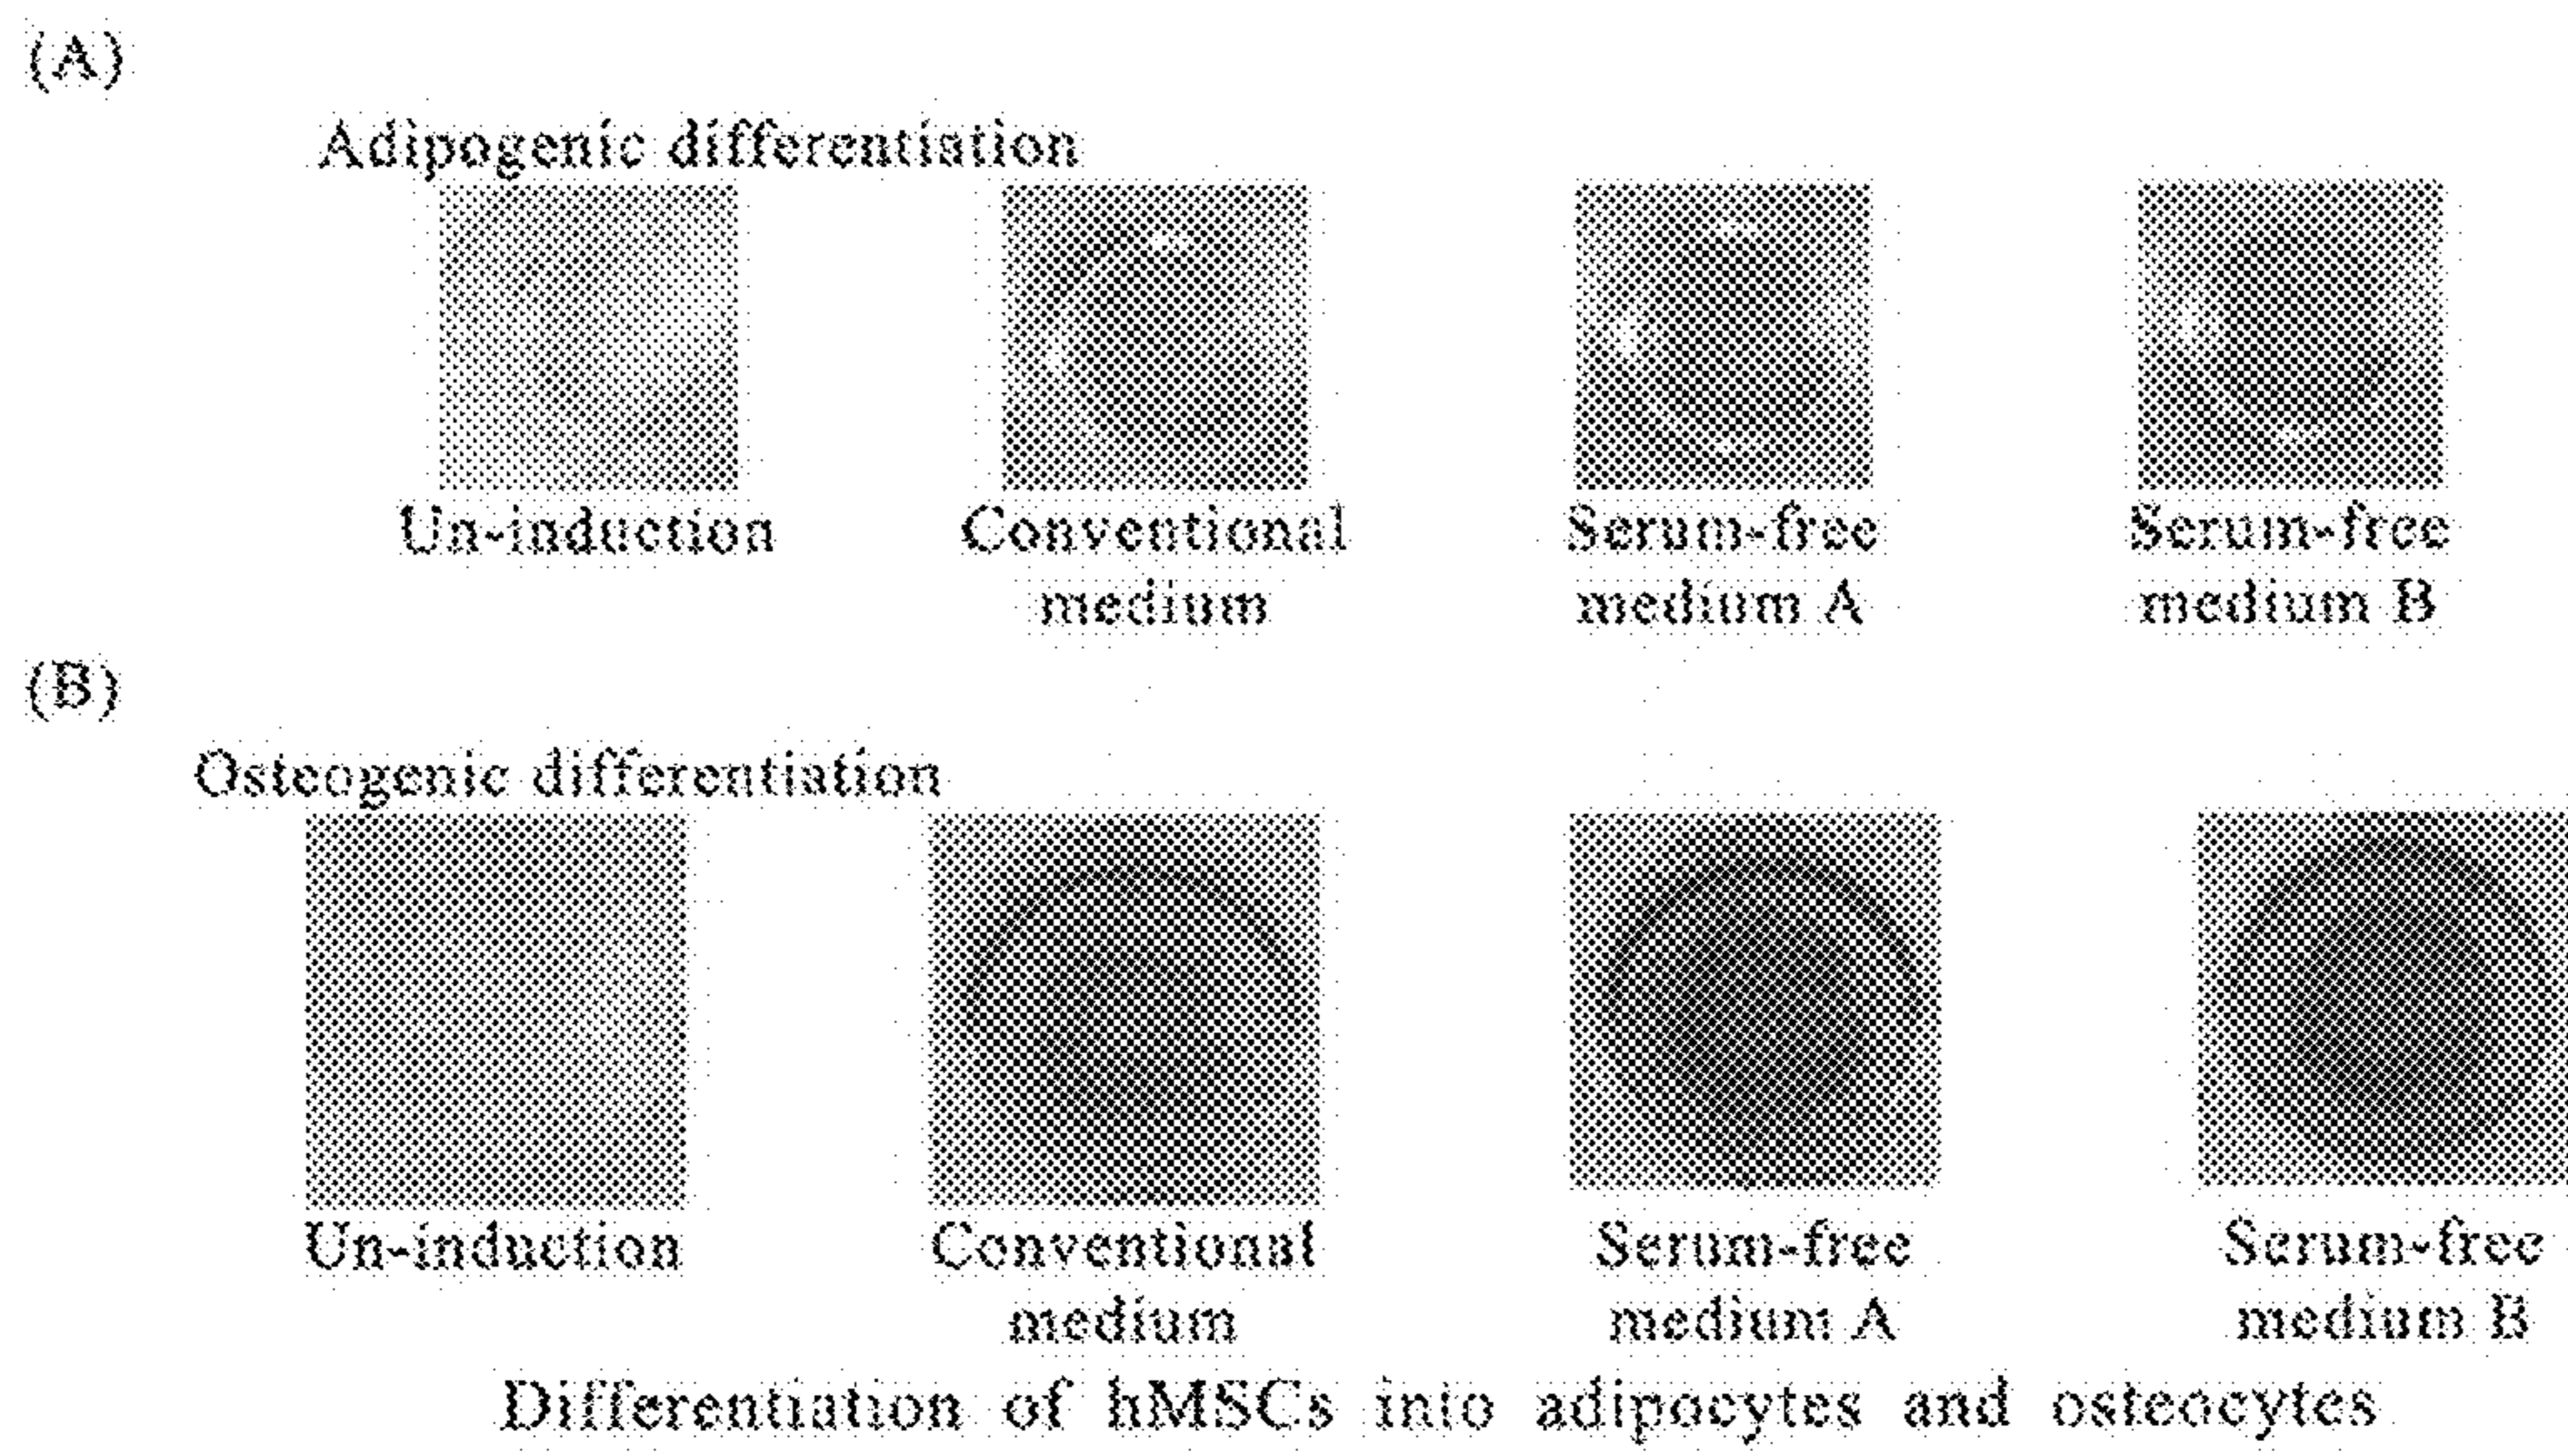 (A)
Adipogenic differentiation
Un-induction
Conventional medium
Serum-free medium A
Serum-free medium B
(B)
Osteogenic differentiation
Un-induction
Conventional medium
Serum-free medium A
Serum-free medium B
Differentiation of hMSCs into adipocytes and osteocytes